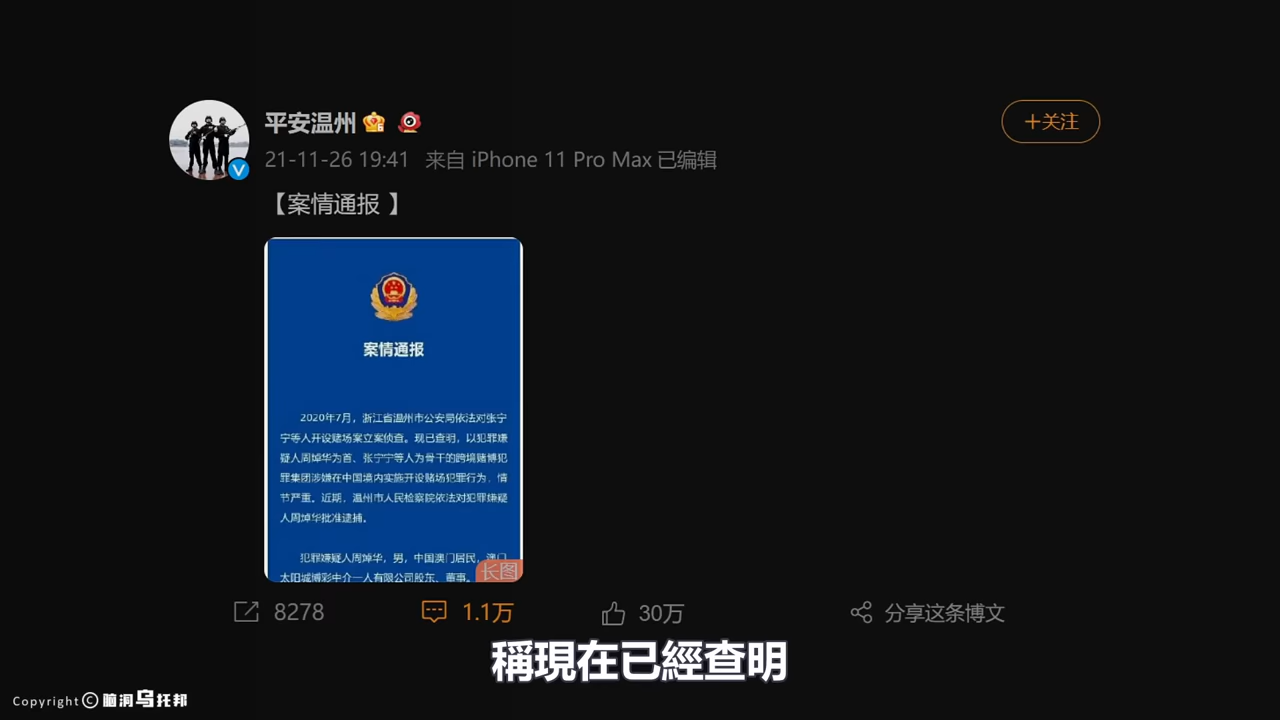 平安温州
+关注
21-11-26 19:41 来自 iPhone 11 Pro Max 已编辑
【案情通报 】
案情通报
2020年7月，浙江省温州市公安局依法对张宁
宁等人开设赌场案立案侦查。现已查明，以犯罪嫌
疑人周焯华为首、张宁宁等人为骨干的跨境赌博犯
罪集团涉嫌在中国境内实施开设赌场犯罪行为，情
节严重。近期，温州市人民检察院依法对犯罪嫌疑
人周焯华批准逮捕。
犯罪嫌疑人周焯华，男，中国澳门居民，澳门
太阳城博彩中介一人有限公司股东、董事。
长图
8278
1.1万
30万
分享这条博文
稱現在已經查明
Copyright © 脑洞乌托邦